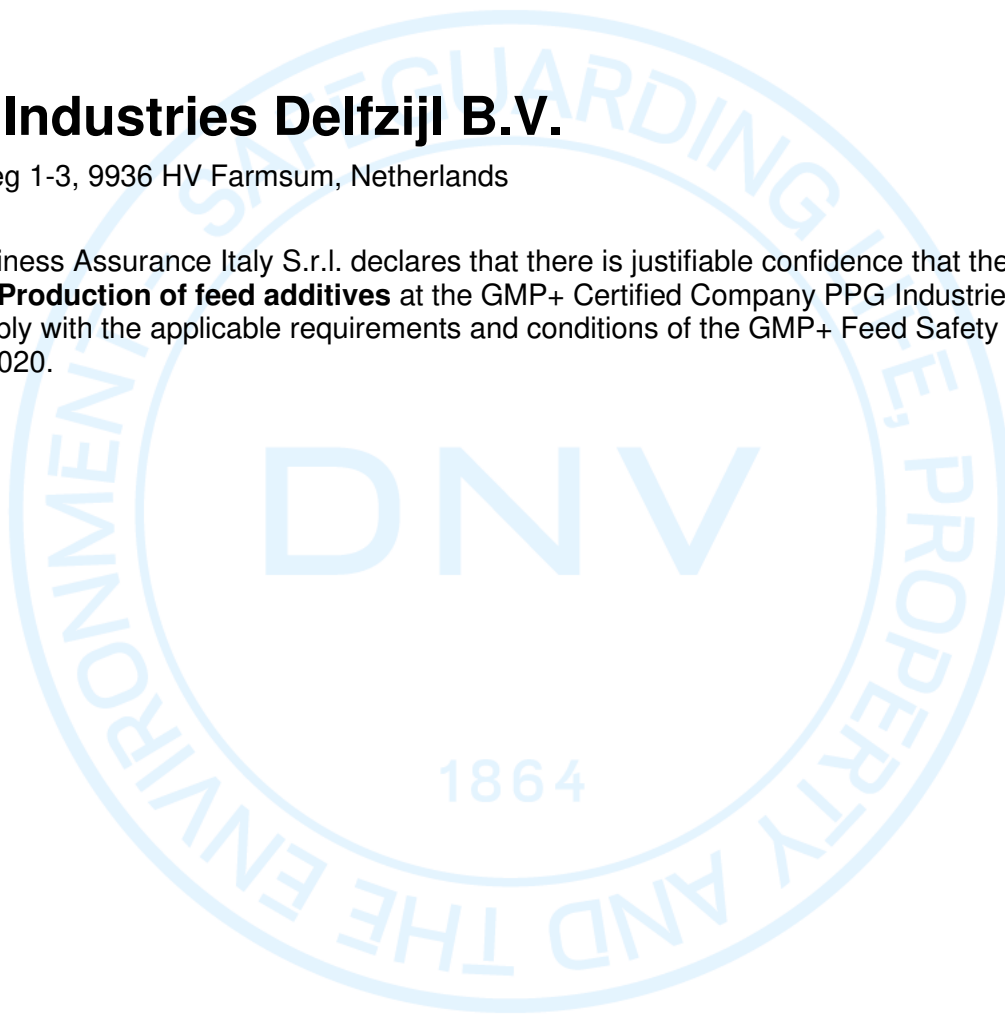 Industries Delfzijl B.V.
eg 1-3, 9936 HV Farmsum, Netherlands
iness Assurance Italy S.r.l. declares that there is justifiable confidence that the
Production of feed additives at the GMP+ Certified Company PPG Industrie
ply with the applicable requirements and conditions of the GMP+ Feed Safety
020.
SAFEGUARDING LIFE, PROPERTY AND THE ENVIRONMENT
DNV
1864